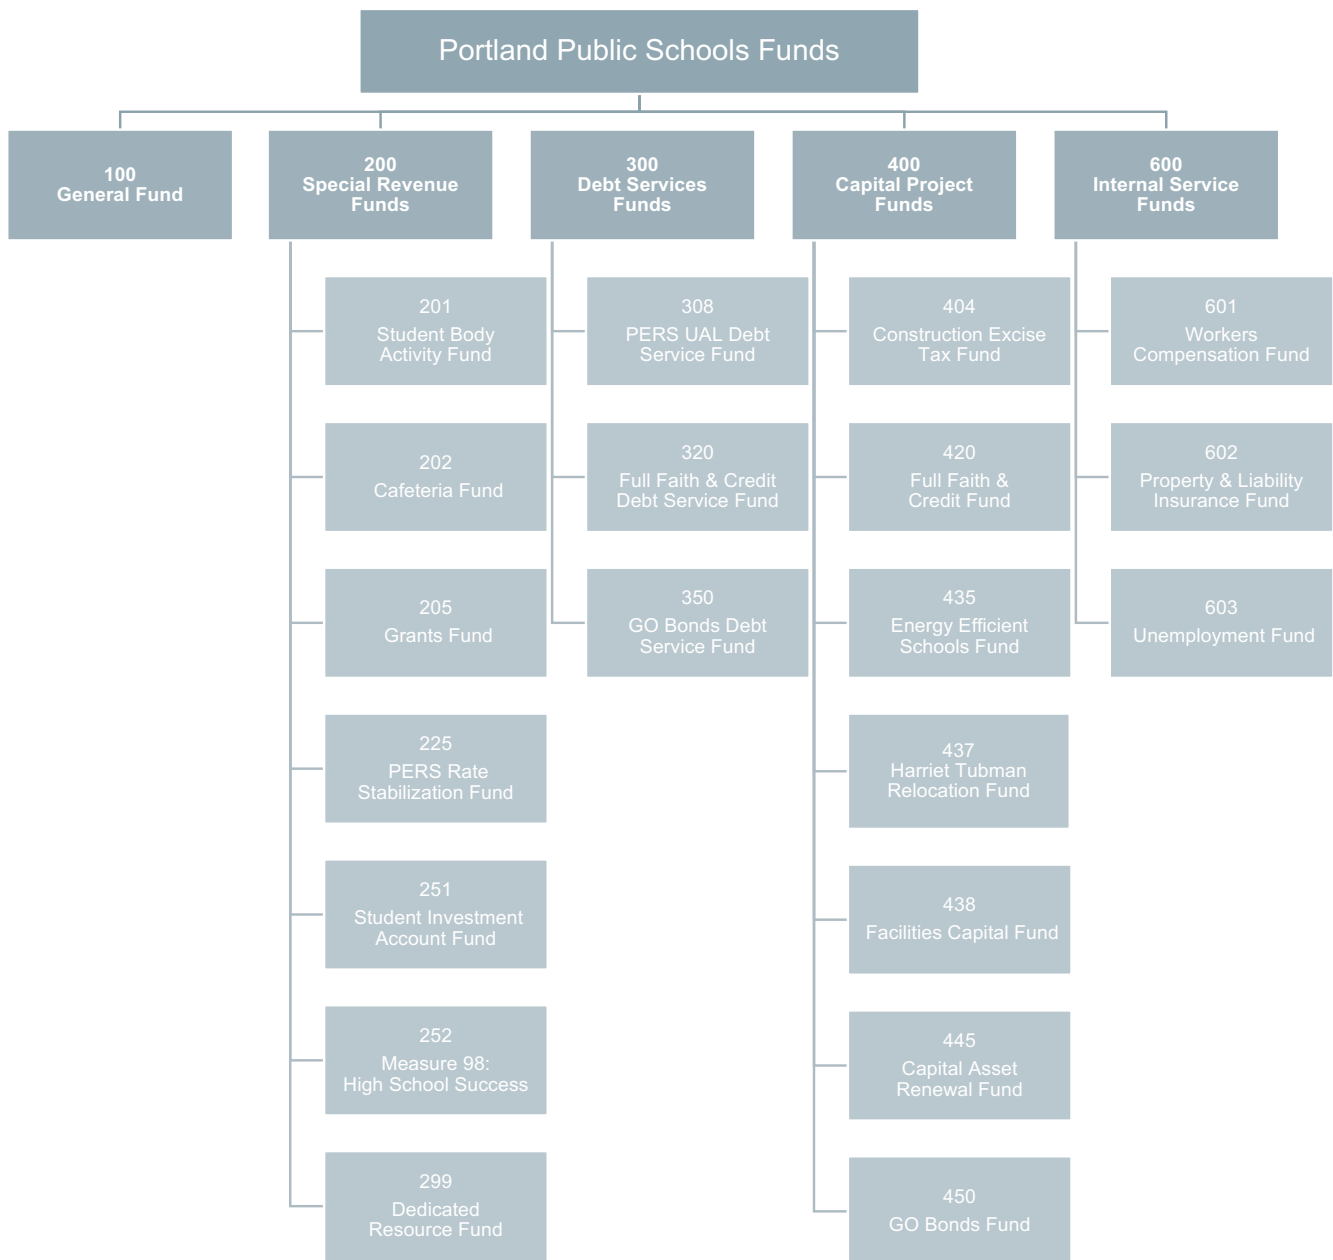 Portland Public Schools Funds
100
General Fund
200
Special Revenue
Funds
300
Debt Services
Funds
400
Capital Project
Funds
600
Internal Service
Funds
201
Student Body
Activity Fund
202
Cafeteria Fund
205
Grants Fund
225
PERS Rate
Stabilization Fund
251
Student Investment
Account Fund
252
Measure 98:
High School Success
299
Dedicated
Resource Fund
308
PERS UAL Debt
Service Fund
320
Full Faith & Credit
Debt Service Fund
350
GO Bonds Debt
Service Fund
404
Construction Excise
Tax Fund
420
Full Faith &
Credit Fund
435
Energy Efficient
Schools Fund
437
Harriet Tubman
Relocation Fund
438
Facilities Capital Fund
445
Capital Asset
Renewal Fund
450
GO Bonds Fund
601
Workers
Compensation Fund
602
Property & Liability
Insurance Fund
603
Unemployment Fund